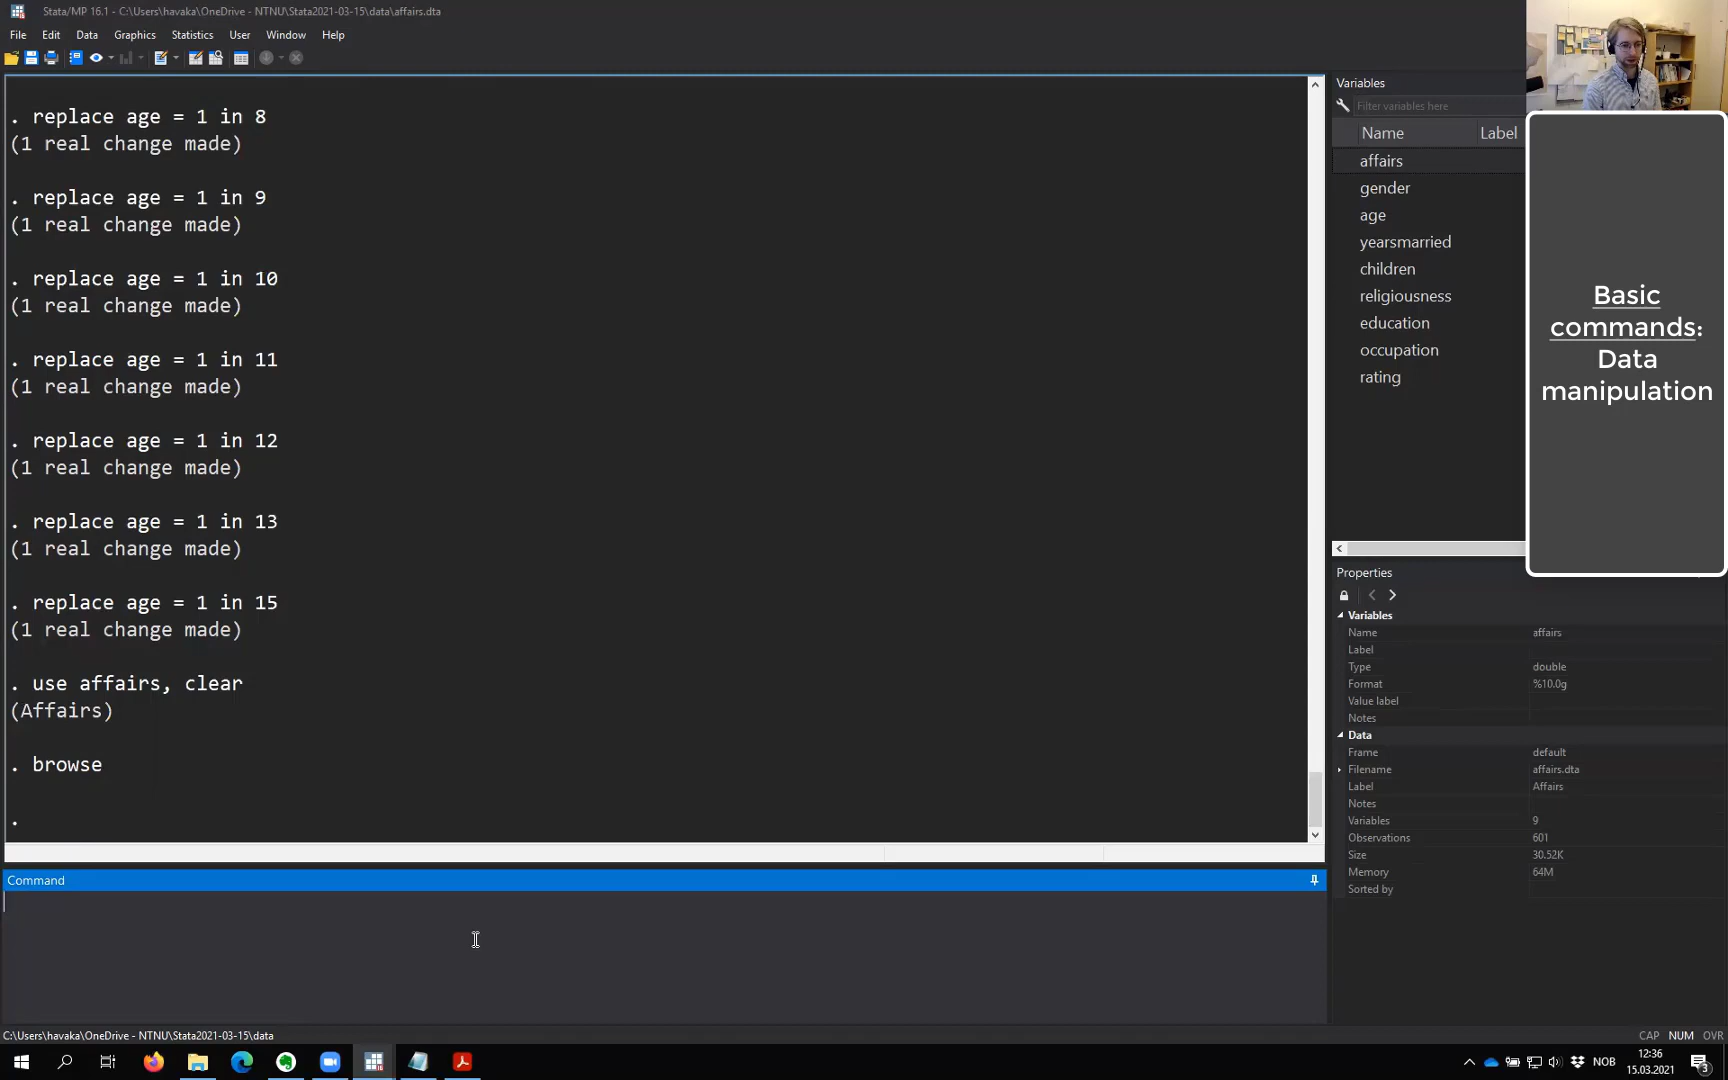 Stata/MP 16.1 - C:\Users\havaka\OneDrive - NTNU\Stata2021-03-15\data\affairs.dta
File Edit Data Graphics Statistics User Window Help
. replace age = 1 in 8
(1 real change made)
. replace age = 1 in 9
(1 real change made)
. replace age = 1 in 10
(1 real change made)
. replace age = 1 in 11
(1 real change made)
. replace age = 1 in 12
(1 real change made)
. replace age = 1 in 13
(1 real change made)
. replace age = 1 in 15
(1 real change made)
. use affairs, clear
(Affairs)
. browse
.
Command
C:\Users\havaka\OneDrive - NTNU\Stata2021-03-15\data
Variables
Filter variables here
Name Label
affairs
gender
age
yearsmarried
children
religiousness
education
occupation
rating
Basic
commands:
Data
manipulation
Properties
Variables
Name affairs
Label
Type double
Format %10.0g
Value label
Notes
Data
Frame default
Filename affairs.dta
Label Affairs
Notes
Variables 9
Observations 601
Size 30.52K
Memory 64M
Sorted by
CAP NUM OVR
NOB
12:36
15.03.2021
3